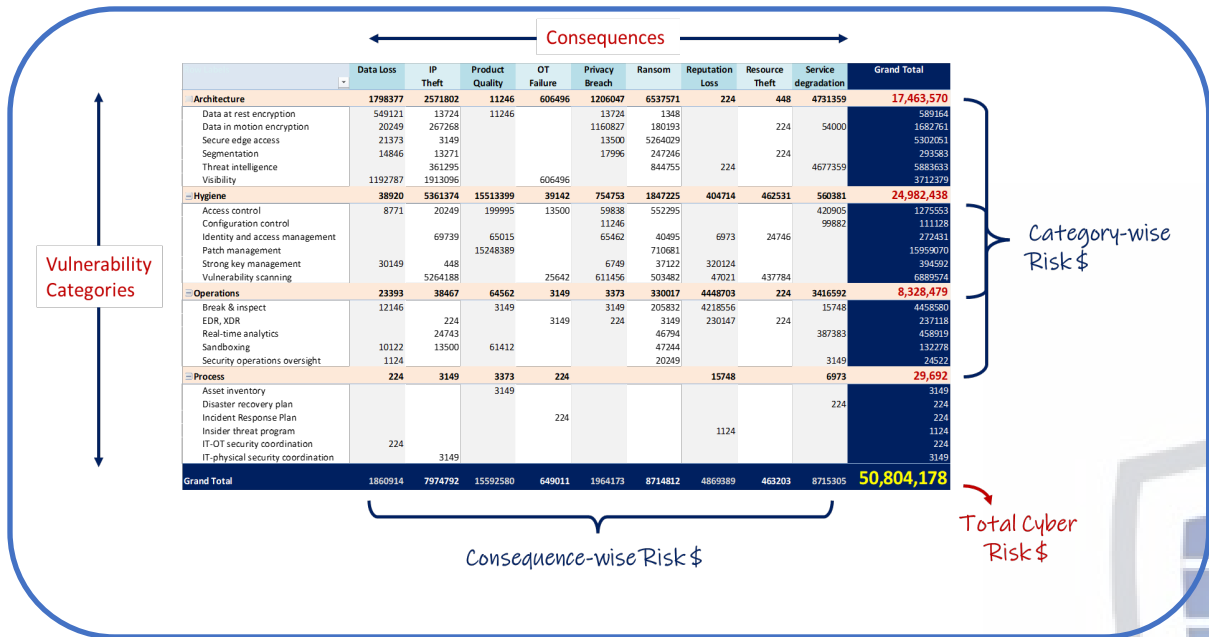 Consequences
Data Loss IP Theft Product Quality OT Failure Privacy Breach Ransom Reputation Loss Resource Theft Service degradation Grand Total
Architecture 1798377 2571802 11246 606496 1206047 6537571 224 448 4731359 17,463,570
Data at rest encryption 549121 13724 11246 13724 1348 589164
Data in motion encryption 20249 267268 1160827 180193 224 54000 1682761
Secure edge access 21373 3149 13500 5264029 5302051
Segmentation 14846 13271 17996 247246 224 293583
Threat intelligence 361295 844755 224 4677359 5883633
Visibility 1192787 1913096 606496 3712379
Hygiene 38920 5361374 15513399 39142 754753 1847225 404714 462531 560381 24,982,438
Access control 8771 20249 199995 13500 59838 552295 420905 1275553
Configuration control 11246 99882 111128
Identity and access management 69739 65015 65462 40495 6973 24746 272431
Patch management 15248389 710681 15959070
Strong key management 30149 448 6749 37122 320124 394592
Vulnerability scanning 5264188 25642 611456 503482 47021 437784 6889574
Operations 23393 38467 64562 3149 3373 330017 4448703 224 3416592 8,328,479
Break & inspect 12146 3149 3149 205832 4218556 15748 4458580
EDR, XDR 224 3149 224 3149 230147 224 237118
Real-time analytics 24743 46794 387383 458919
Sandboxing 10122 13500 61412 47244 132278
Security operations oversight 1124 20249 3149 24522
Process 224 3149 3373 224 15748 6973 29,692
Asset inventory 3149 3149
Disaster recovery plan 224 224
Incident Response Plan 224 224
Insider threat program 1124 1124
IT-OT security coordination 224 224
IT-physical security coordination 3149 3149
Grand Total 1860914 7974792 15592580 649011 1964173 8714812 4869389 463203 8715305 50,804,178
Vulnerability
Categories
Category-wise
Risk $
Consequence-wise Risk $
Total Cyber
Risk $